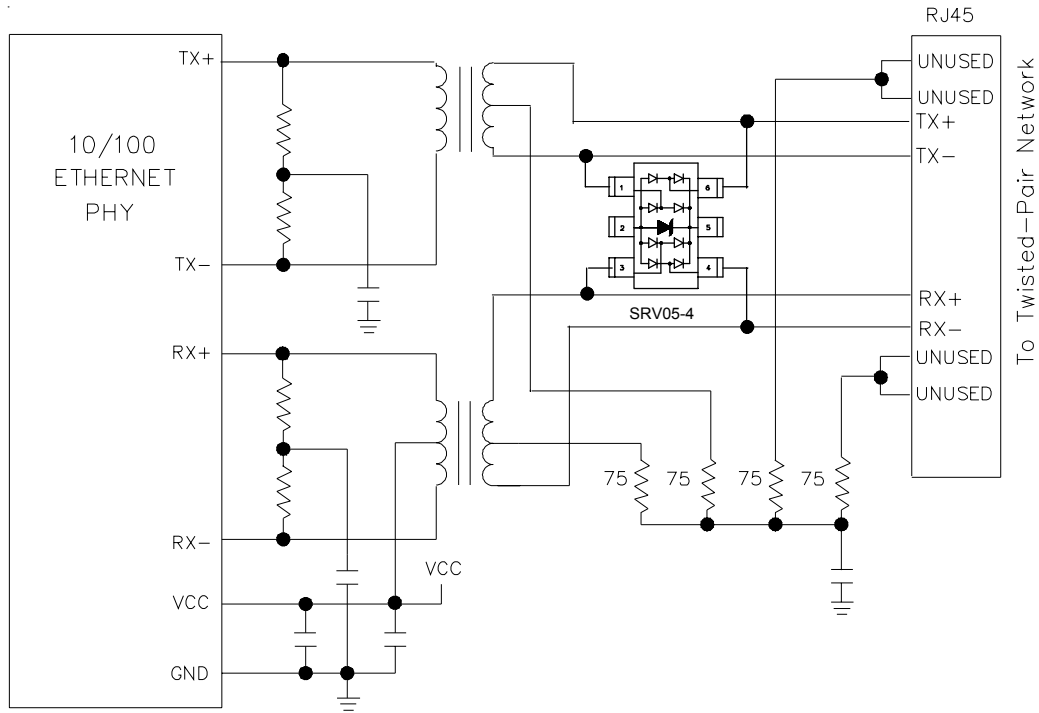 RJ45
TX+
UNUSED
UNUSED
TX+
TX-
10/100
ETHERNET
PHY
To Twisted-Pair Network
1
6
2
5
3
4
TX-
RX+
SRV05-4
RX-
RX+
UNUSED
UNUSED
75
75
75
75
RX-
VCC
VCC
GND